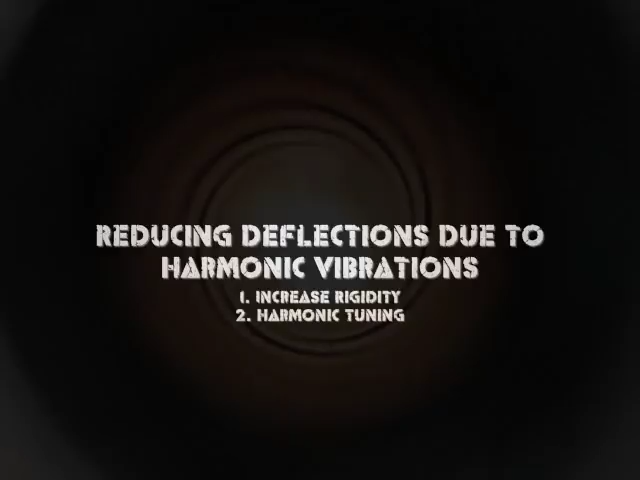 REDUCING DEFLECTIONS DUE TO
HARMONIC VIBRATIONS
1. INCREASE RIGIDITY
2. HARMONIC TUNING